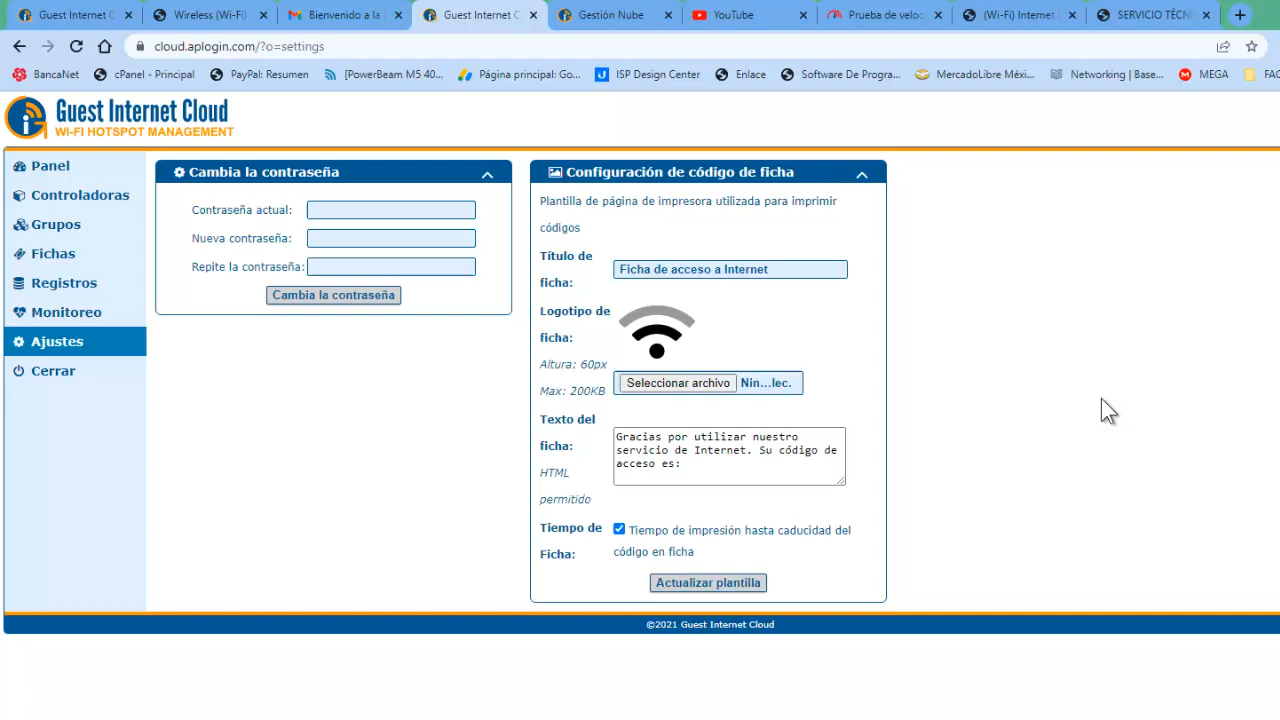 Guest Internet C
Wireless (Wi-Fi)
Bienvenido a la
Guest Internet C
Gestión Nube
YouTube
Prueba de veloc
(Wi-Fi) Internet
SERVICIO TÉCN
cloud.aplogin.com/?o=settings
BancaNet
cPanel - Principal
PayPal: Resumen
[PowerBeam M5 40...
Página principal: Go...
ISP Design Center
Enlace
Software De Progra...
MercadoLibre Méxi...
Networking | Base...
MEGA
FAC
Guest Internet Cloud
WI-FI HOTSPOT MANAGEMENT
Panel
Controladoras
Grupos
Fichas
Registros
Monitoreo
Ajustes
Cerrar
Cambia la contraseña
Contraseña actual:
Nueva contraseña:
Repite la contraseña:
Cambia la contraseña
Configuración de código de ficha
Plantilla de página de impresora utilizada para imprimir
códigos
Título de
ficha:
Ficha de acceso a Internet
Logotipo de
ficha:
Altura: 60px
Max: 200KB
Seleccionar archivo Nin...lec.
Texto del
ficha:
HTML
permitido
Gracias por utilizar nuestro
servicio de Internet. Su código de
acceso es:
Tiempo de
Ficha:
Tiempo de impresión hasta caducidad del
código en ficha
Actualizar plantilla
©2021 Guest Internet Cloud